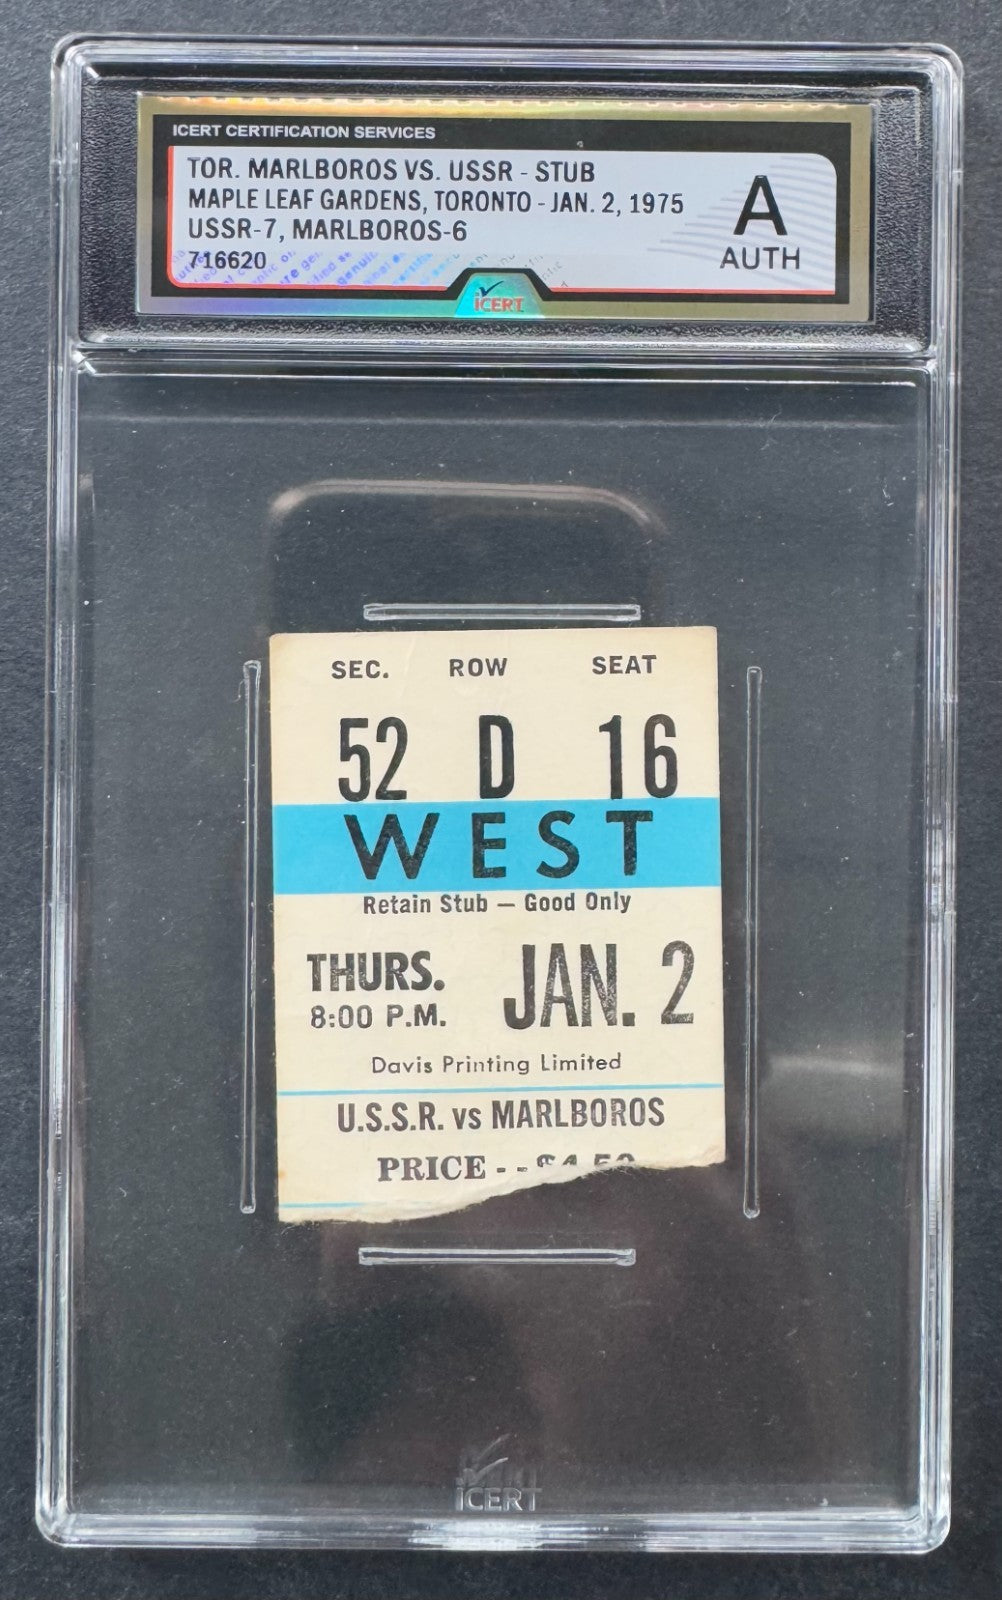 ICERT CERTIFICATION SERVICES
TOR. MARLBOROS VS. USSR - STUB
MAPLE LEAF GARDENS, TORONTO - JAN. 2, 1975
USSR-7, MARLBOROS-6
716620
A
AUTH
ICERT
SEC. ROW SEAT
52 D 16
WEST
Retain Stub — Good Only
THURS. JAN. 2
8:00 P.M.
Davis Printing Limited
U.S.S.R. vs MARLBOROS
PRICE - - $4.50
ICERT